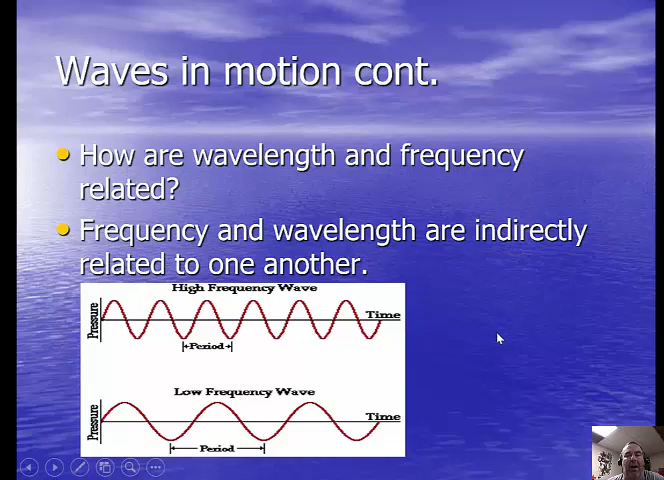 Waves in motion cont.
How are wavelength and frequency
related?
Frequency and wavelength are indirectly
related to one another.
High Frequency Wave
Pressure
Time
Period
Low Frequency Wave
Pressure
Time
Period